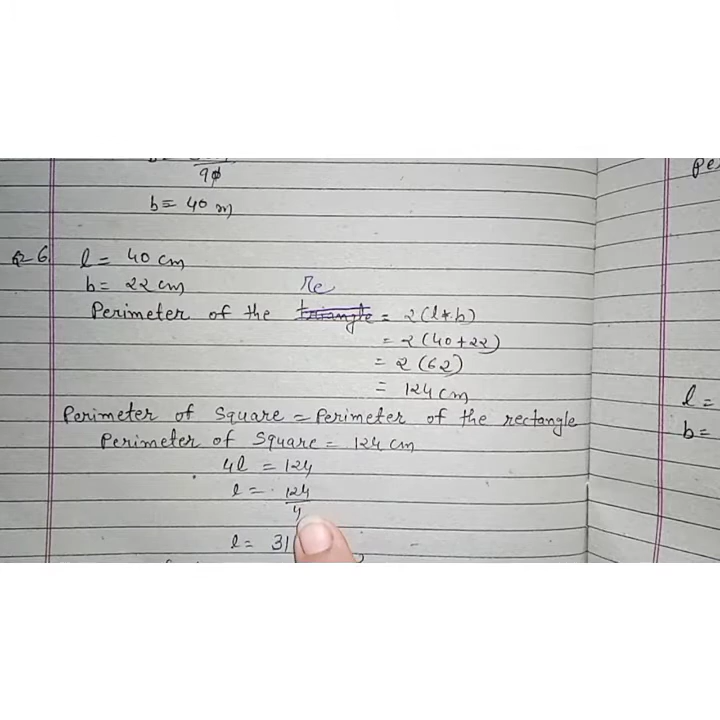 90
b = 40 m
Q 6. l = 40 cm
b = 22 cm
Re
Perimeter of the triangle = 2(l+b)
= 2(40+22)
= 2(62)
= 124 cm
Perimeter of Square = Perimeter of the rectangle
Perimeter of Square = 124 cm
4l = 124
l = 124
4
l = 31
l =
b =